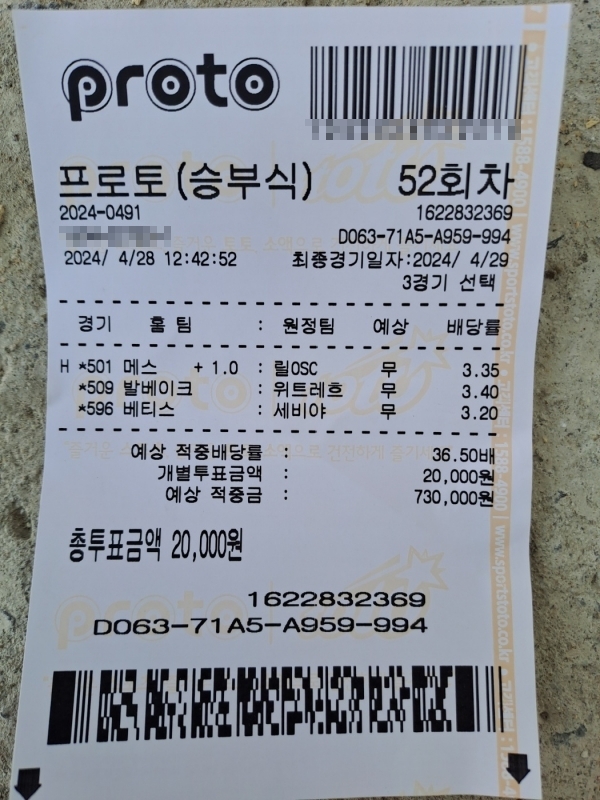 proto
프로토(승부식) 52회차
2024-0491 1622832369
D063-71A5-A959-994
2024/ 4/28 12:42:52 최종경기일자:2024/ 4/29
3경기 선택
경기 홈 팀 : 원정팀 예상 배당률
H *501 메스 + 1.0 : 릴OSC 무 3.35
*509 발베이크 : 위트레흐 무 3.40
*596 베티스 : 세비야 무 3.20
예상 적중배당률 : 36.50배
개별투표금액 : 20,000원
예상 적중금 : 730,000원
총투표금액 20,000원
1622832369
D063-71A5-A959-994